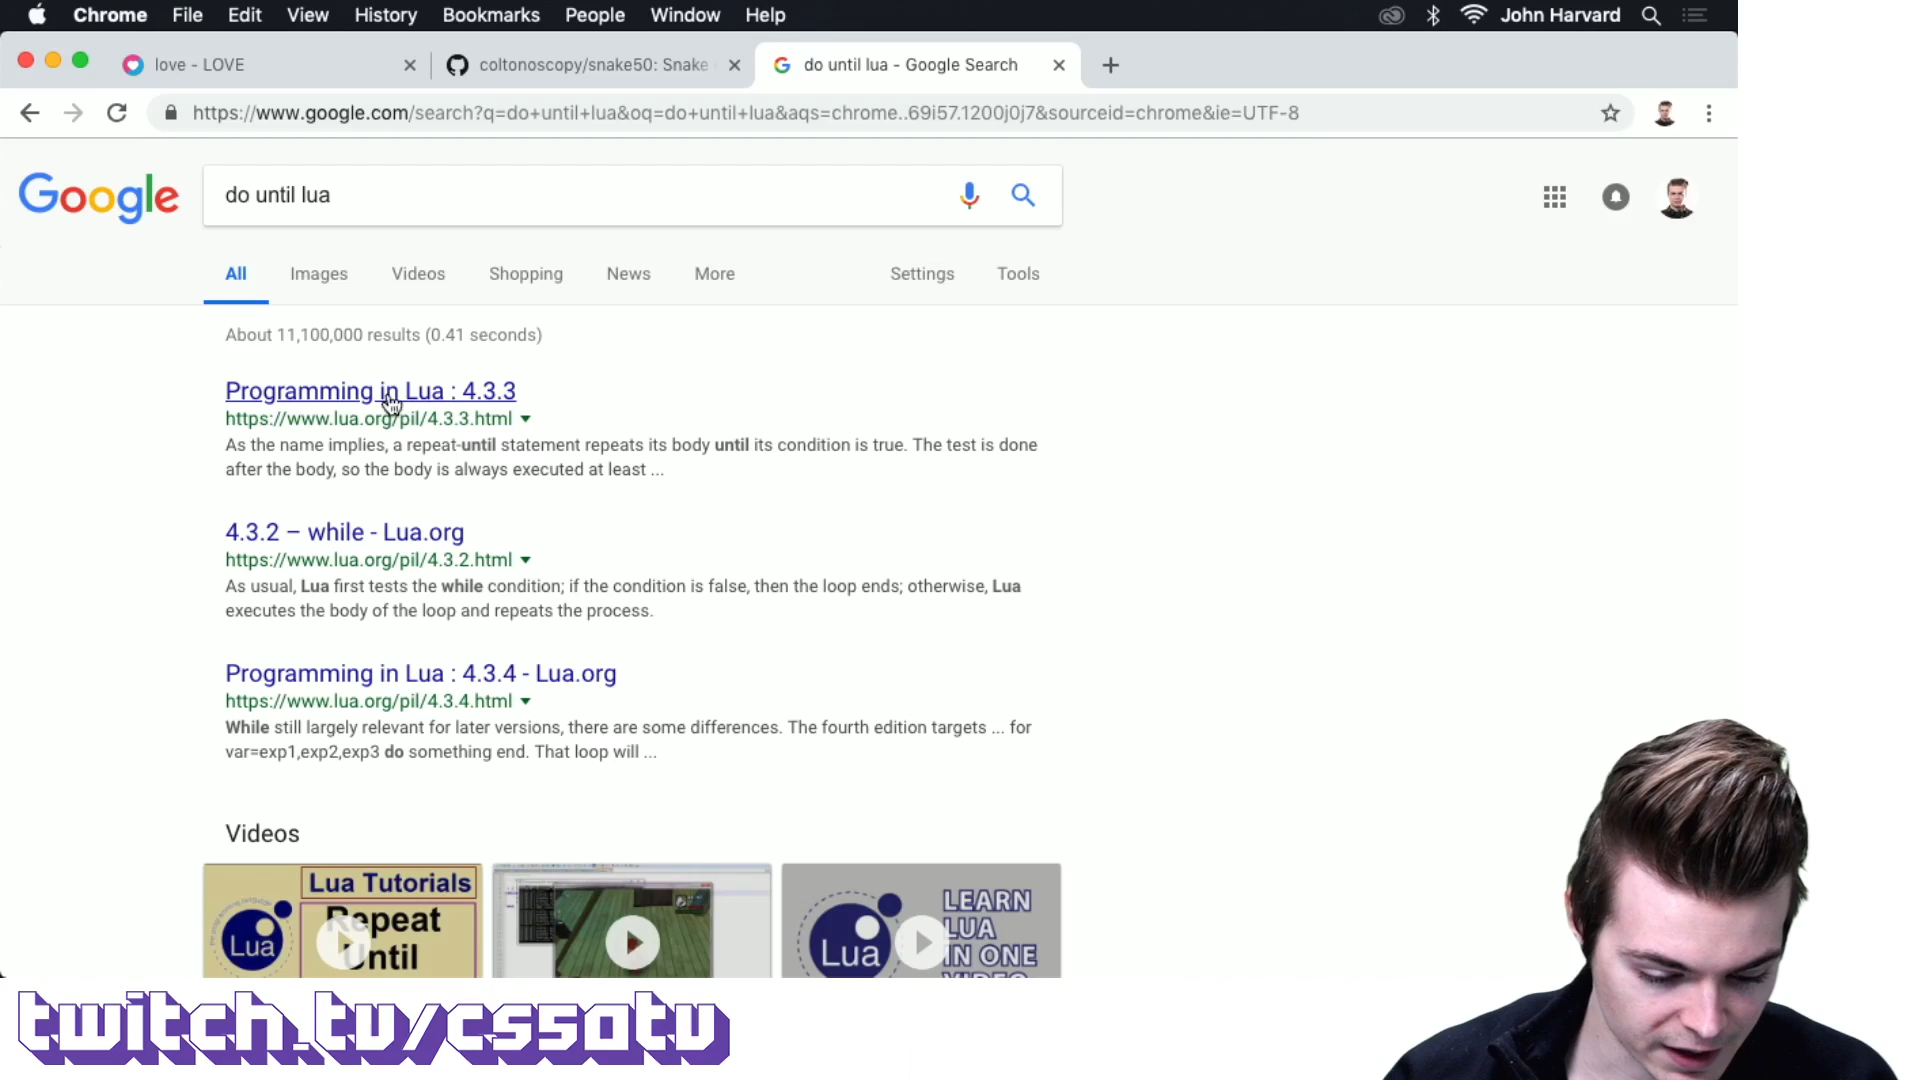 Chrome File Edit View History Bookmarks People Window Help John Harvard
love - LOVE coltonoscopy/snake50: Snake do until lua - Google Search
https://www.google.com/search?q=do+until+lua&oq=do+until+lua&aqs=chrome..69i57.1200j0j7&sourceid=chrome&ie=UTF-8
Google do until lua
All Images Videos Shopping News More Settings Tools
About 11,100,000 results (0.41 seconds)
Programming in Lua : 4.3.3
https://www.lua.org/pil/4.3.3.html
As the name implies, a repeat-until statement repeats its body until its condition is true. The test is done
after the body, so the body is always executed at least ...
4.3.2 – while - Lua.org
https://www.lua.org/pil/4.3.2.html
As usual, Lua first tests the while condition; if the condition is false, then the loop ends; otherwise, Lua
executes the body of the loop and repeats the process.
Programming in Lua : 4.3.4 - Lua.org
https://www.lua.org/pil/4.3.4.html
While still largely relevant for later versions, there are some differences. The fourth edition targets ... for
var=exp1,exp2,exp3 do something end. That loop will ...
Videos
Lua Tutorials
Repeat
Until
Lua
LEARN
LUA
IN ONE
VIDEO
Lua
twitch.tv/cs50tv